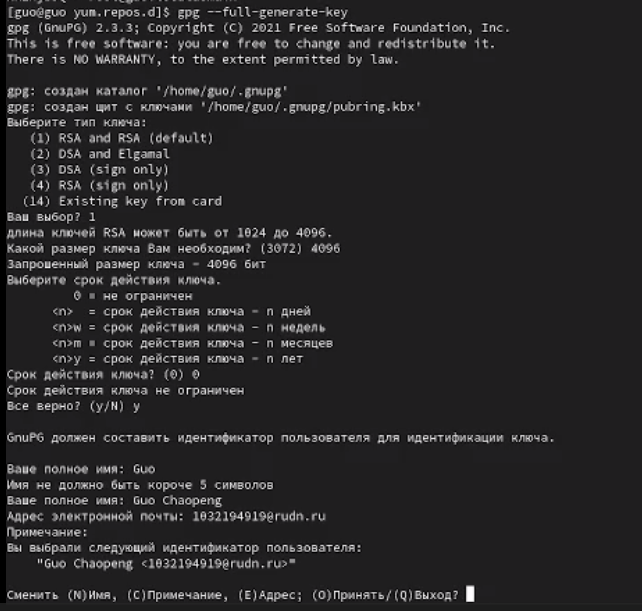 [guo@guo yum.repos.d]$ gpg --full-generate-key
gpg (GnuPG) 2.3.3; Copyright (C) 2021 Free Software Foundation, Inc.
This is free software: you are free to change and redistribute it.
There is NO WARRANTY, to the extent permitted by law.
gpg: создан каталог '/home/guo/.gnupg'
gpg: создан щит с ключами '/home/guo/.gnupg/pubring.kbx'
Выберите тип ключа:
(1) RSA and RSA (default)
(2) DSA and Elgamal
(3) DSA (sign only)
(4) RSA (sign only)
(14) Existing key from card
Ваш выбор? 1
длина ключей RSA может быть от 1024 до 4096.
Какой размер ключа Вам необходим? (3072) 4096
Запрошенный размер ключа - 4096 бит
Выберите срок действия ключа.
0 = не ограничен
<n> = срок действия ключа - n дней
<n>w = срок действия ключа - n недель
<n>m = срок действия ключа - n месяцев
<n>y = срок действия ключа - n лет
Срок действия ключа? (0) 0
Срок действия ключа не ограничен
Все верно? (y/N) y
GnuPG должен составить идентификатор пользователя для идентификации ключа.
Ваше полное имя: Guo
Имя не должно быть короче 5 символов
Ваше полное имя: Guo Chaopeng
Адрес электронной почты: 1032194919@rudn.ru
Примечание:
Вы выбрали следующий идентификатор пользователя:
"Guo Chaopeng <1032194919@rudn.ru>"
Сменить (N)Имя, (C)Примечание, (E)Адрес; (O)Принять/(Q)Выход?